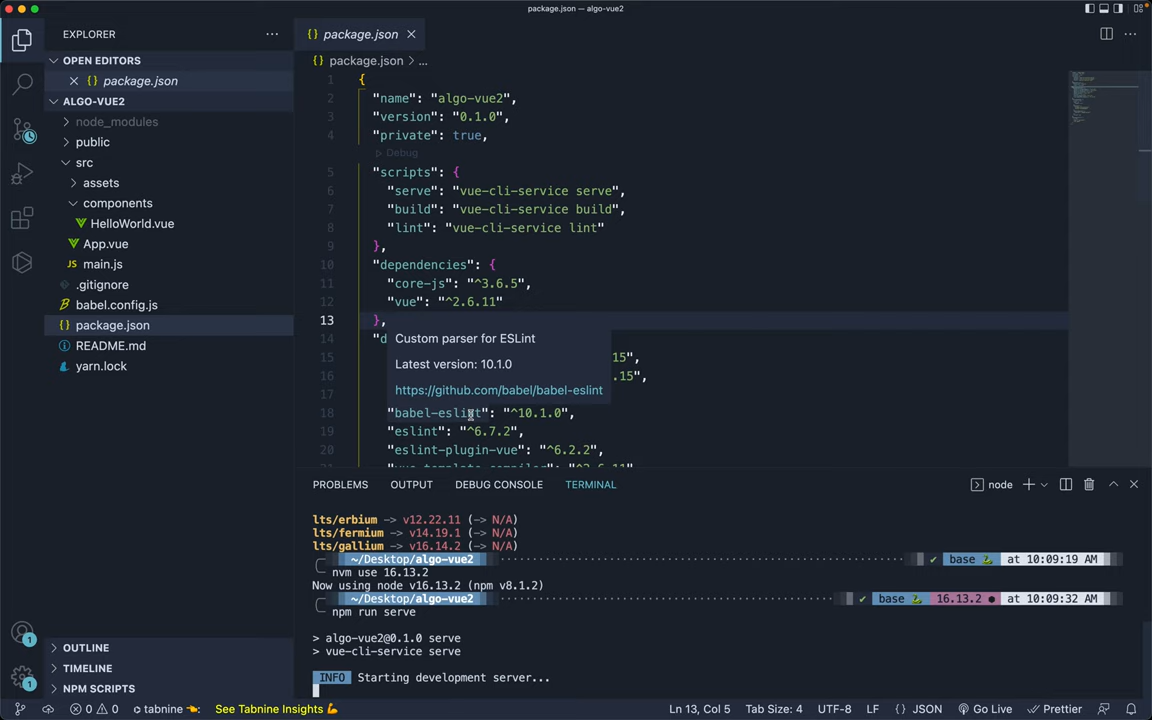 package.json — algo-vue2
EXPLORER
OPEN EDITORS
package.json
ALGO-VUE2
node_modules
public
src
assets
components
HelloWorld.vue
App.vue
JS main.js
.gitignore
babel.config.js
{} package.json
README.md
yarn.lock
OUTLINE
TIMELINE
NPM SCRIPTS
{} package.json
{} package.json > ...
1 {
2 "name": "algo-vue2",
3 "version": "0.1.0",
4 "private": true,
Debug
5 "scripts": {
6 "serve": "vue-cli-service serve",
7 "build": "vue-cli-service build",
8 "lint": "vue-cli-service lint"
9 },
10 "dependencies": {
11 "core-js": "^3.6.5",
12 "vue": "^2.6.11"
13 },
14 "d
Custom parser for ESLint
15 15",
Latest version: 10.1.0
16 .15",
17
https://github.com/babel/babel-eslint
18 "babel-eslint": "^10.1.0",
19 "eslint": "^6.7.2",
20 "eslint-plugin-vue": "^6.2.2",
PROBLEMS OUTPUT DEBUG CONSOLE TERMINAL node
lts/erbium -> v12.22.11 (-> N/A)
lts/fermium -> v14.19.1 (-> N/A)
lts/gallium -> v16.14.2 (-> N/A)
~/Desktop/algo-vue2 ✔ base 🐍 at 10:09:19 AM
nvm use 16.13.2
Now using node v16.13.2 (npm v8.1.2)
~/Desktop/algo-vue2 ✔ base 🐍 16.13.2 ⬢ at 10:09:32 AM
npm run serve
> algo-vue2@0.1.0 serve
> vue-cli-service serve
INFO Starting development server...
0 0 tabnine 👈 See Tabnine Insights 💪 Ln 13, Col 5 Tab Size: 4 UTF-8 LF {} JSON Go Live Prettier